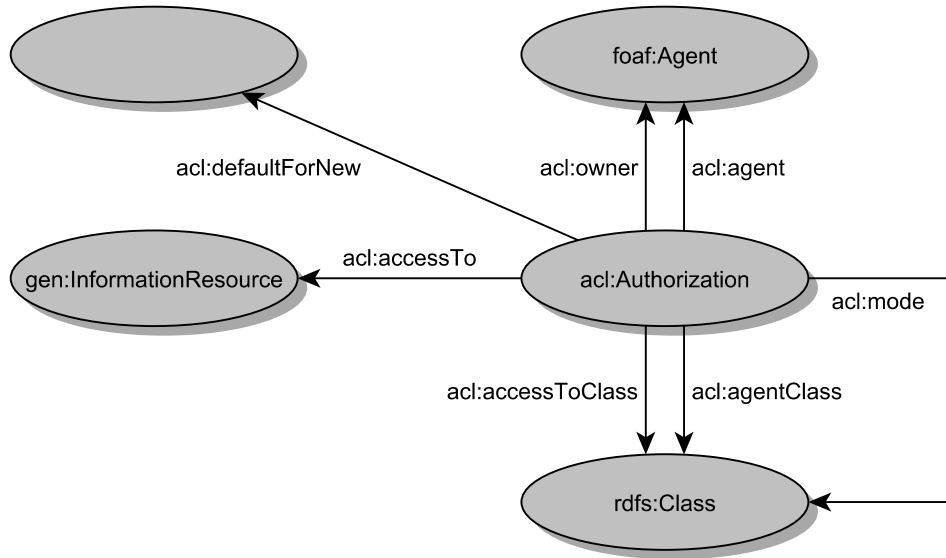 foaf:Agent
acl:defaultForNew
acl:owner
acl:agent
gen:InformationResource
acl:accessTo
acl:Authorization
acl:mode
acl:accessToClass
acl:agentClass
rdfs:Class